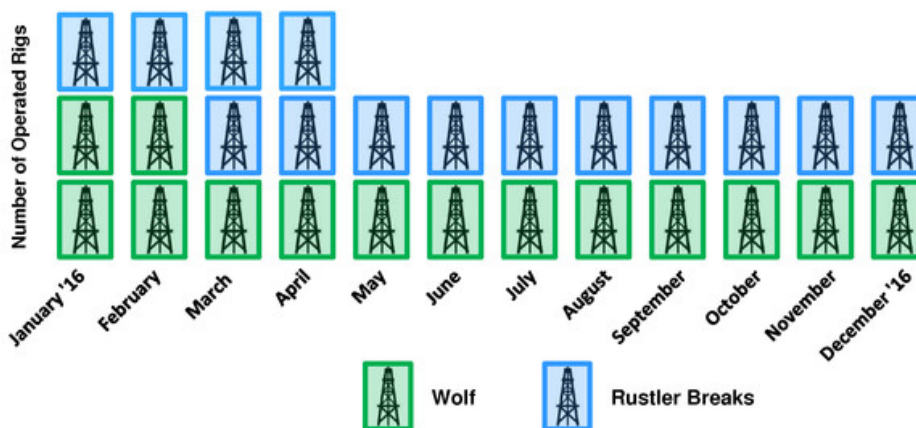 Number of Operated Rigs
January '16
February
March
April
May
June
July
August
September
October
November
December '16
Wolf
Rustler Breaks